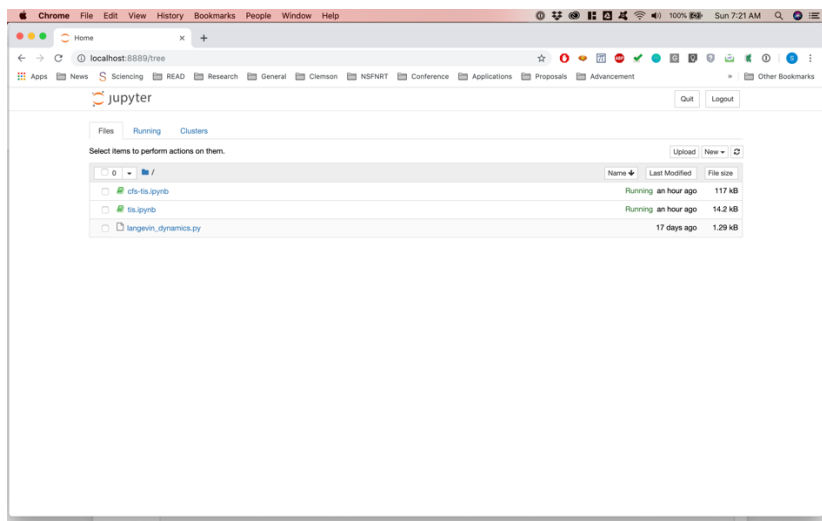 Chrome File Edit View History Bookmarks People Window Help 100% Sun 7:21 AM
Home
localhost:8889/tree
Apps News Sciencing READ Research General Clemson NSFNRT Conference Applications Proposals Advancement » Other Bookmarks
jupyter Quit Logout
Files Running Clusters
Select items to perform actions on them. Upload New
0 / Name Last Modified File size
cfs-tis.ipynb Running an hour ago 117 kB
tis.ipynb Running an hour ago 14.2 kB
langevin_dynamics.py 17 days ago 1.29 kB